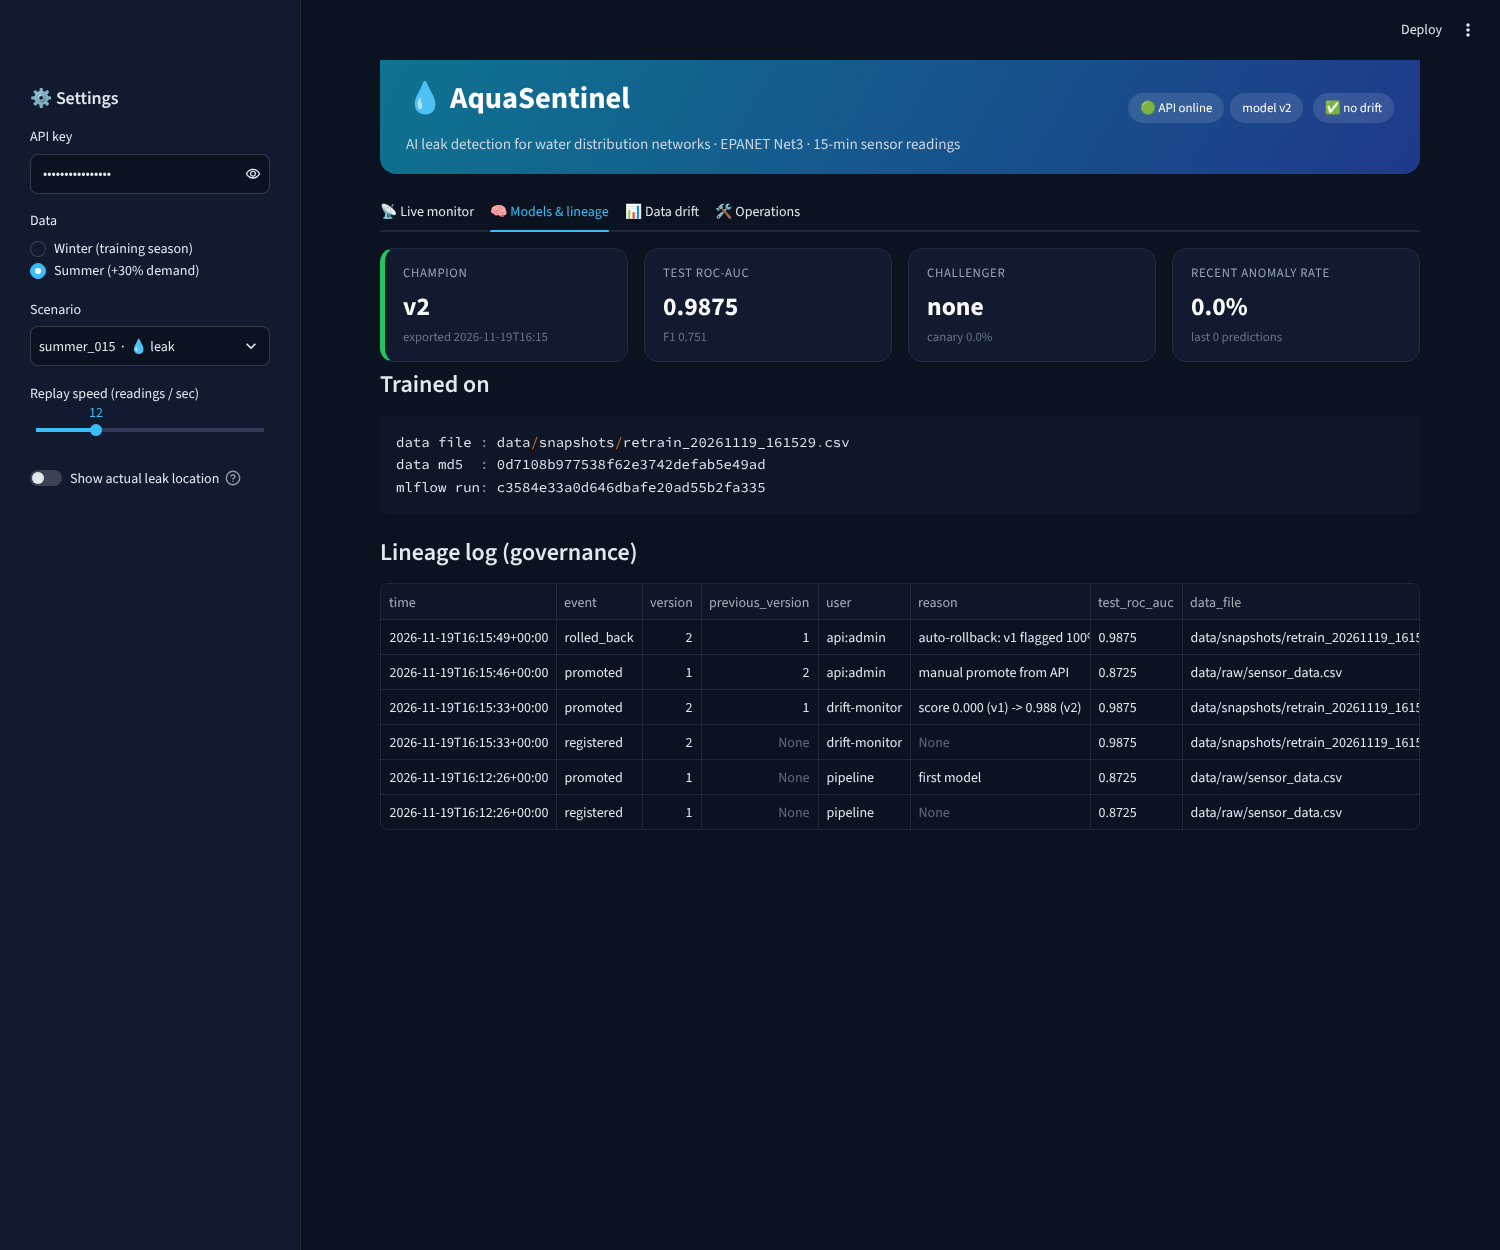 Deploy
⚙️ Settings
API key
••••••••••••••••
Data
Winter (training season)
Summer (+30% demand)
Scenario
summer_015 · 💧 leak
Replay speed (readings / sec)
12
Show actual leak location
💧 AquaSentinel
🟢 API online
model v2
✅ no drift
AI leak detection for water distribution networks · EPANET Net3 · 15-min sensor readings
📡 Live monitor 🧠 Models & lineage 📊 Data drift 🛠️ Operations
CHAMPION
v2
exported 2026-11-19T16:15
TEST ROC-AUC
0.9875
F1 0.751
CHALLENGER
none
canary 0.0%
RECENT ANOMALY RATE
0.0%
last 0 predictions
Trained on
data file : data/snapshots/retrain_20261119_161529.csv
data md5  : 0d7108b977538f62e3742defab5e49ad
mlflow run: c3584e33a0d646dbafe20ad55b2fa335
Lineage log (governance)
time event version previous_version user reason test_roc_auc data_file
2026-11-19T16:15:49+00:00 rolled_back 2 1 api:admin auto-rollback: v1 flagged 100% 0.9875 data/snapshots/retrain_20261119_1615
2026-11-19T16:15:46+00:00 promoted 1 2 api:admin manual promote from API 0.8725 data/raw/sensor_data.csv
2026-11-19T16:15:33+00:00 promoted 2 1 drift-monitor score 0.000 (v1) -> 0.988 (v2) 0.9875 data/snapshots/retrain_20261119_1615
2026-11-19T16:15:33+00:00 registered 2 None drift-monitor None 0.9875 data/snapshots/retrain_20261119_1615
2026-11-19T16:12:26+00:00 promoted 1 None pipeline first model 0.8725 data/raw/sensor_data.csv
2026-11-19T16:12:26+00:00 registered 1 None pipeline None 0.8725 data/raw/sensor_data.csv